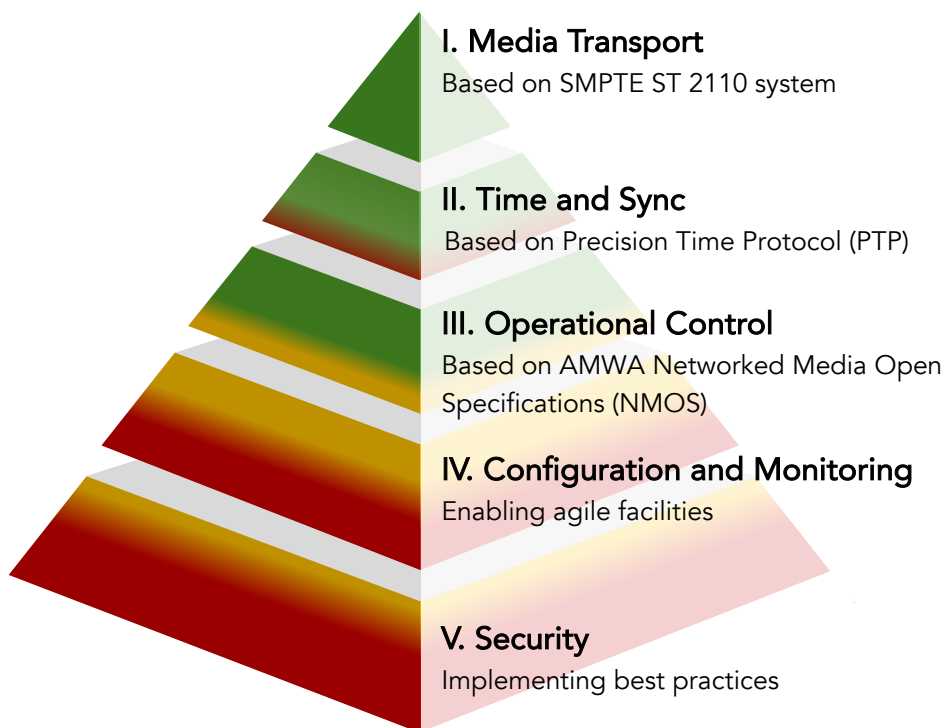 I. Media Transport
Based on SMPTE ST 2110 system
II. Time and Sync
Based on Precision Time Protocol (PTP)
III. Operational Control
Based on AMWA Networked Media Open
Specifications (NMOS)
IV. Configuration and Monitoring
Enabling agile facilities
V. Security
Implementing best practices